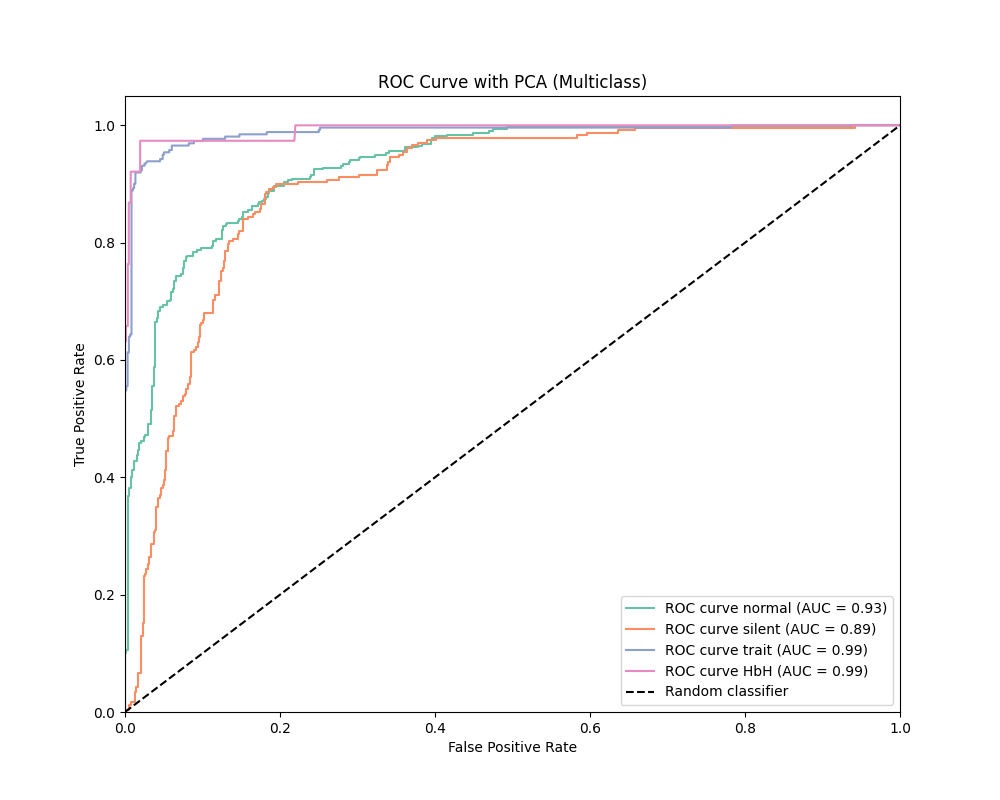 ROC Curve with PCA (Multiclass)
True Positive Rate
1.0
0.8
0.6
0.4
0.2
0.0
0.0 0.2 0.4 0.6 0.8 1.0
False Positive Rate
ROC curve normal (AUC = 0.93)
ROC curve silent (AUC = 0.89)
ROC curve trait (AUC = 0.99)
ROC curve HbH (AUC = 0.99)
Random classifier